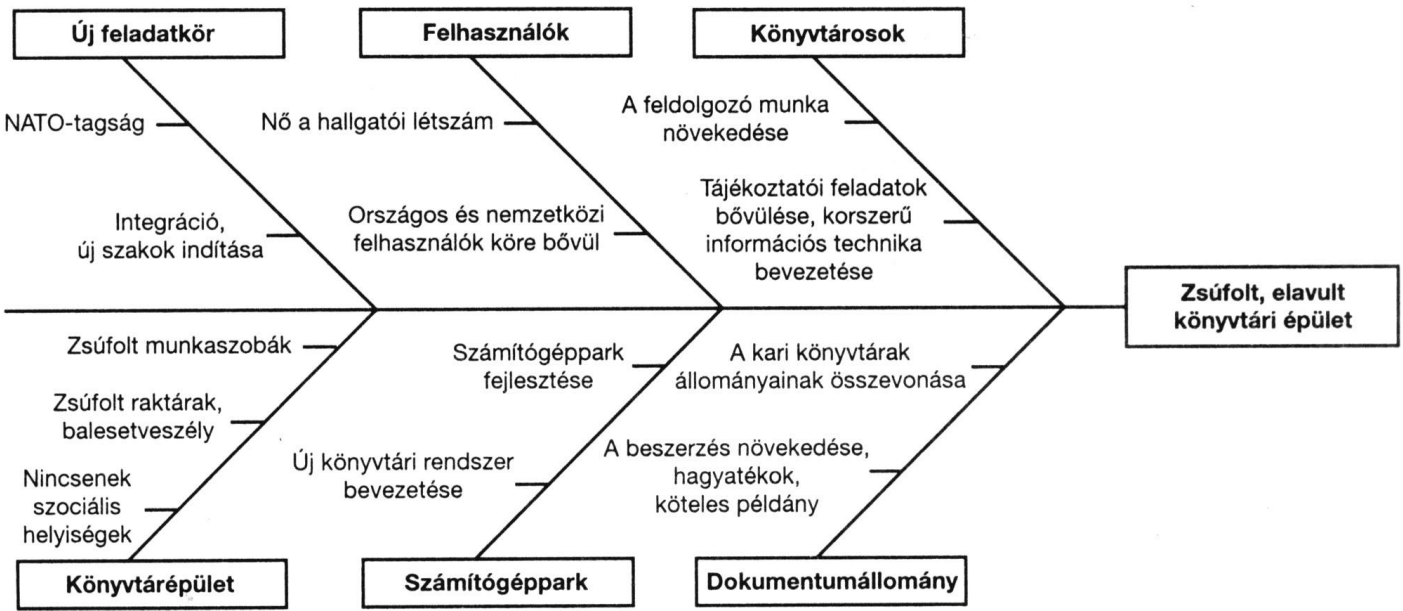 Új feladatkör
Felhasználók
Könyvtárosok
NATO-tagság
Nő a hallgatói létszám
A feldolgozó munka
növekedése
Integráció,
új szakok indítása
Országos és nemzetközi
felhasználók köre bővül
Tájékoztatói feladatok
bővülése, korszerű
információs technika
bevezetése
Zsúfolt, elavult
könyvtári épület
Zsúfolt munkaszobák
Zsúfolt raktárak,
balesetveszély
Nincsenek
szociális
helyiségek
Számítógéppark
fejlesztése
Új könyvtári rendszer
bevezetése
A kari könyvtárak
állományainak összevonása
A beszerzés növekedése,
hagyatékok,
köteles példány
Könyvtárépület
Számítógéppark
Dokumentumállomány